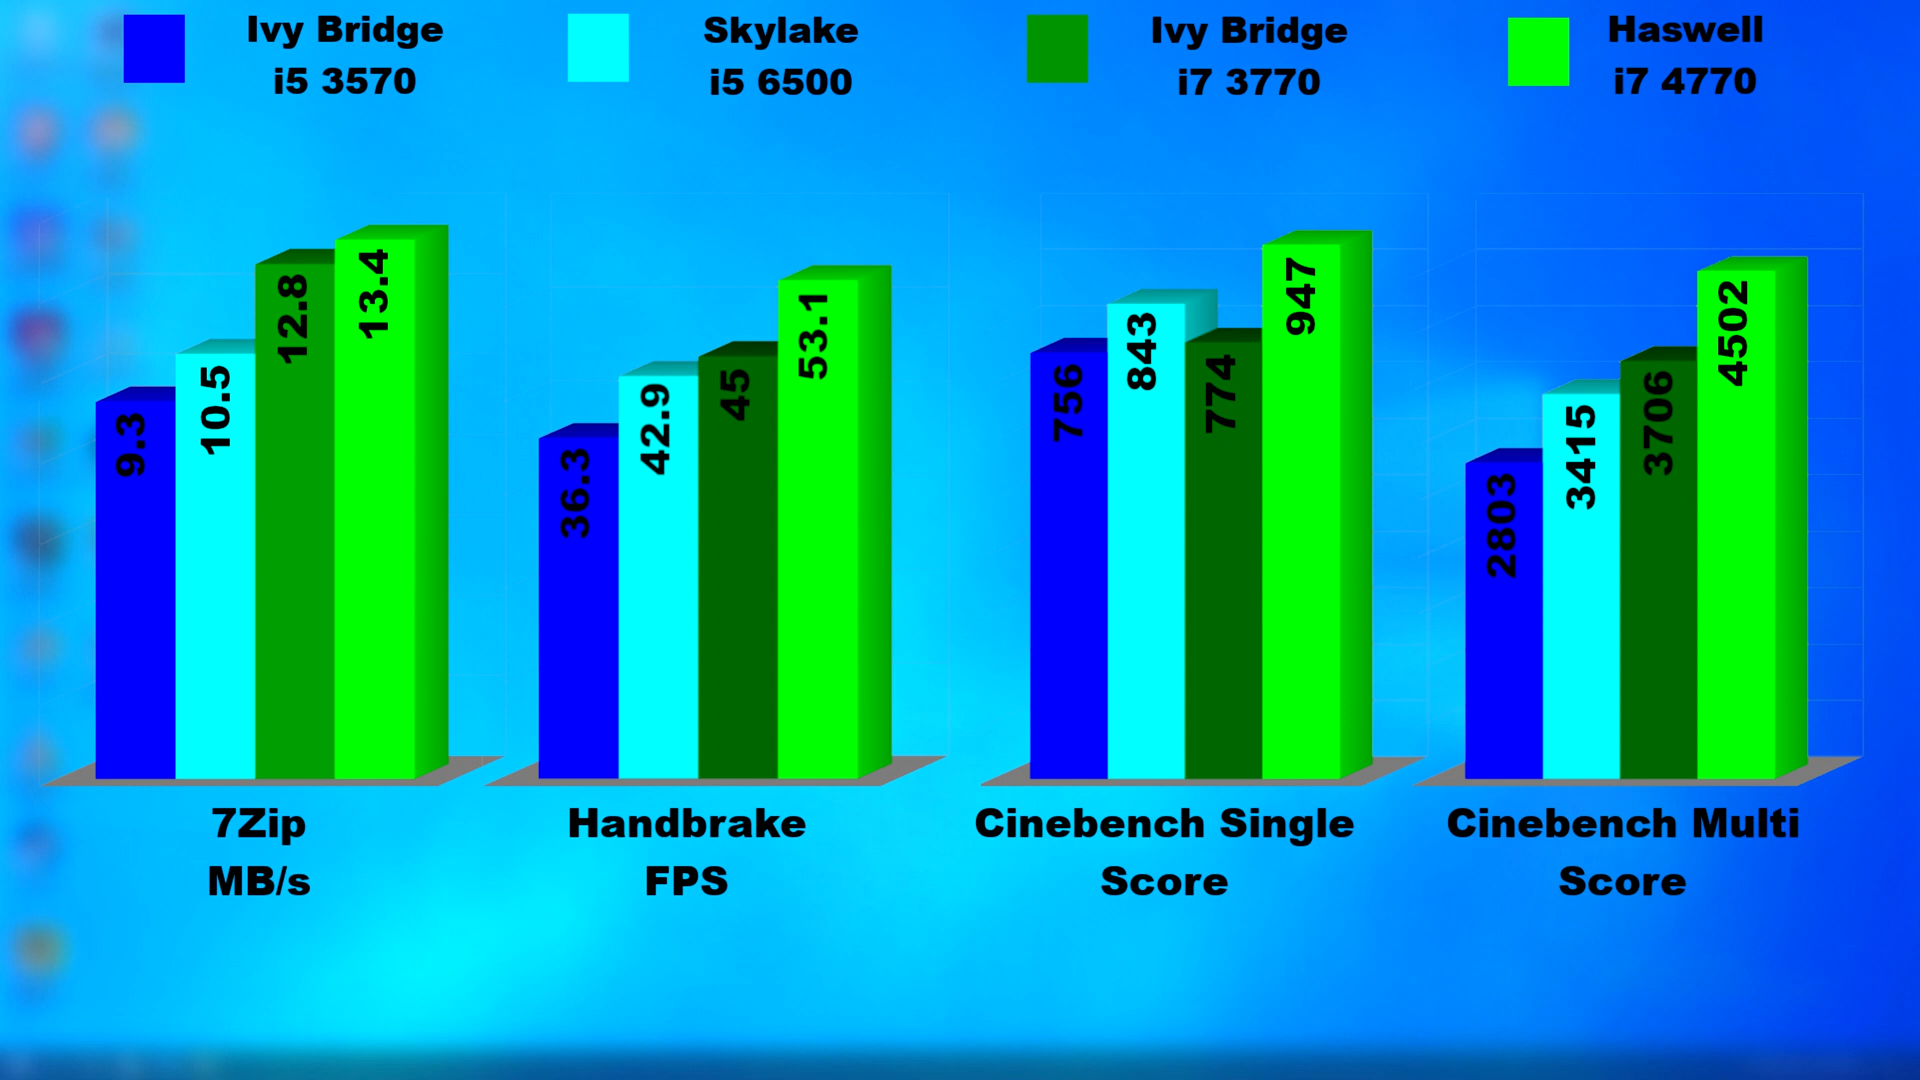 Ivy Bridge
i5 3570
Skylake
i5 6500
Ivy Bridge
i7 3770
Haswell
i7 4770
9.3
10.5
12.8
13.4
36.3
42.9
45
53.1
756
843
774
947
2803
3415
3706
4502
7Zip
MB/s
Handbrake
FPS
Cinebench Single
Score
Cinebench Multi
Score